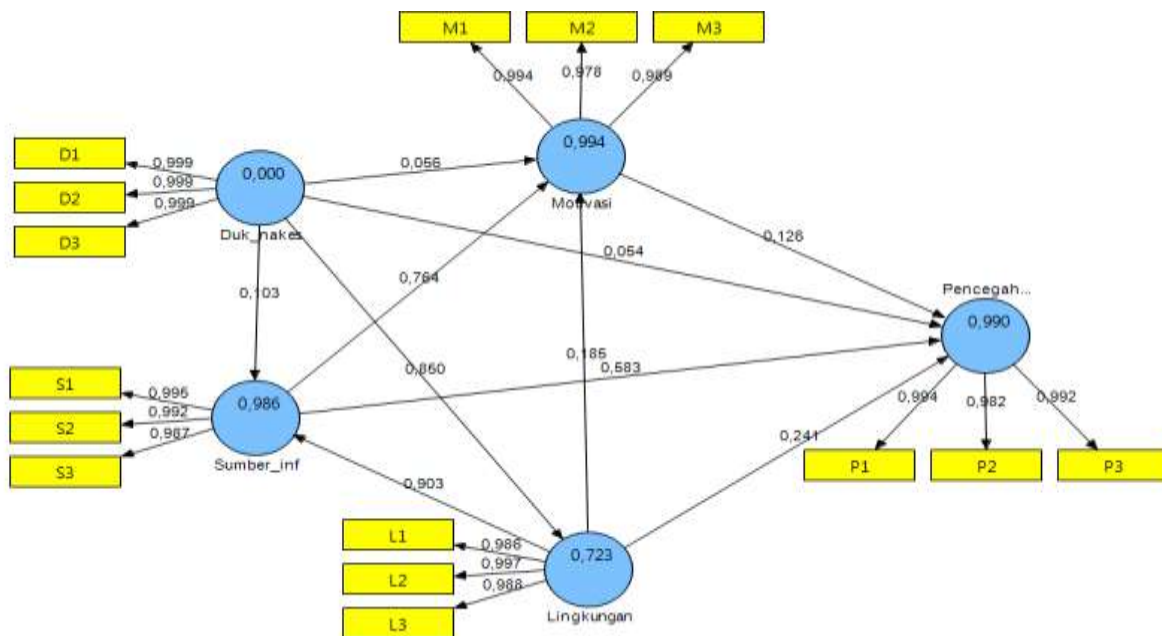 M1
M2
M3
0,994
0,978
0,989
0,994
Motivasi
D1
D2
D3
0,999
0,999
0,999
0,000
Duk_nakes
0,056
0,054
0,764
0,103
0,850
0,126
Pencegah...
0,990
0,185
0,583
0,241
S1
S2
S3
0,995
0,992
0,987
0,986
Sumber_inf
0,903
0,994
0,982
0,992
P1
P2
P3
L1
L2
L3
0,986
0,997
0,988
0,723
Lingkungan